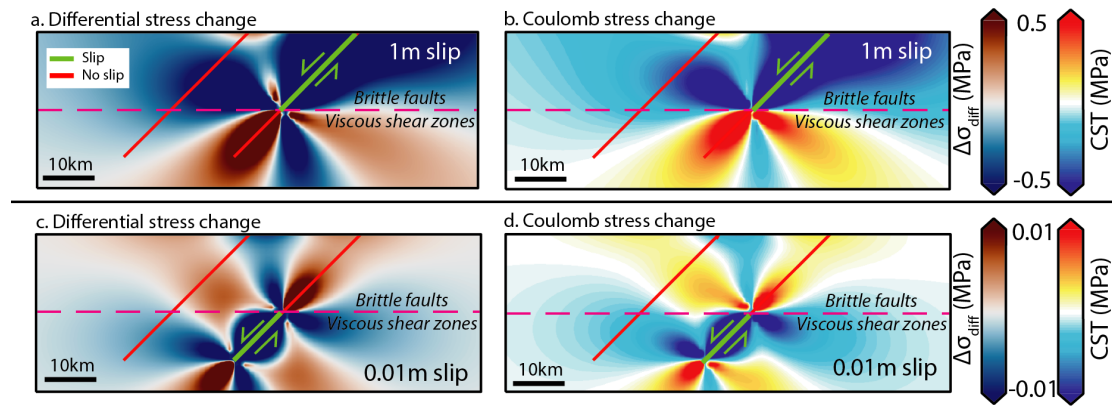 a. Differential stress change
b. Coulomb stress change
Slip
No slip
1m slip
1m slip
Brittle faults
Viscous shear zones
Brittle faults
Viscous shear zones
10km
10km
Δσdiff (MPa)
0.5
-0.5
CST (MPa)
c. Differential stress change
d. Coulomb stress change
Brittle faults
Viscous shear zones
Brittle faults
Viscous shear zones
10km
0.01m slip
10km
0.01m slip
Δσdiff (MPa)
0.01
-0.01
CST (MPa)